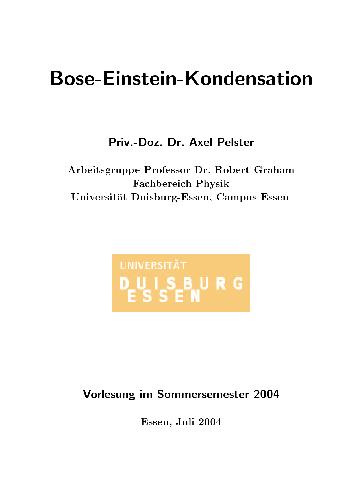 Bose-Einstein-Kondensation
Priv.-Doz. Dr. Axel Pelster
Arbeitsgruppe Professor Dr. Robert Graham
Fachbereich Physik
Universität Duisburg-Essen, Campus Essen
UNIVERSITÄT
DUISBURG
ESSEN
Vorlesung im Sommersemester 2004
Essen, Juli 2004